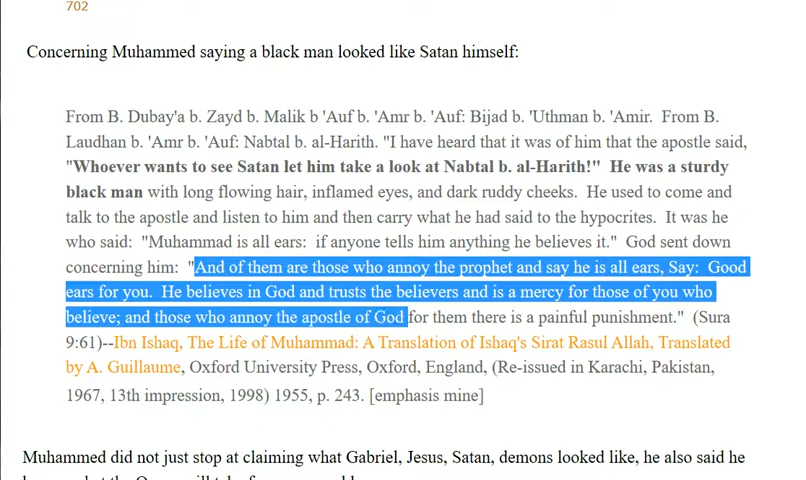 702
Concerning Muhammed saying a black man looked like Satan himself:
From B. Dubay'a b. Zayd b. Malik b 'Auf b. 'Amr b. 'Auf: Bijad b. 'Uthman b. 'Amir.  From B.
Laudhan b. 'Amr b. 'Auf: Nabtal b. al-Harith. "I have heard that it was of him that the apostle said,
"Whoever wants to see Satan let him take a look at Nabtal b. al-Harith!"  He was a sturdy
black man with long flowing hair, inflamed eyes, and dark ruddy cheeks.  He used to come and
talk to the apostle and listen to him and then carry what he had said to the hypocrites.  It was he
who said:  "Muhammad is all ears:  if anyone tells him anything he believes it."  God sent down
concerning him:  "And of them are those who annoy the prophet and say he is all ears, Say:  Good
ears for you.  He believes in God and trusts the believers and is a mercy for those of you who
believe; and those who annoy the apostle of God for them there is a painful punishment."  (Sura
9:61)--Ibn Ishaq, The Life of Muhammad: A Translation of Ishaq's Sirat Rasul Allah, Translated
by A. Guillaume, Oxford University Press, Oxford, England, (Re-issued in Karachi, Pakistan,
1967, 13th impression, 1998) 1955, p. 243. [emphasis mine]
Muhammed did not just stop at claiming what Gabriel, Jesus, Satan, demons looked like, he also said he